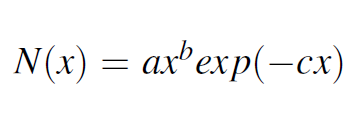 N(x) = ax^b exp(−cx)